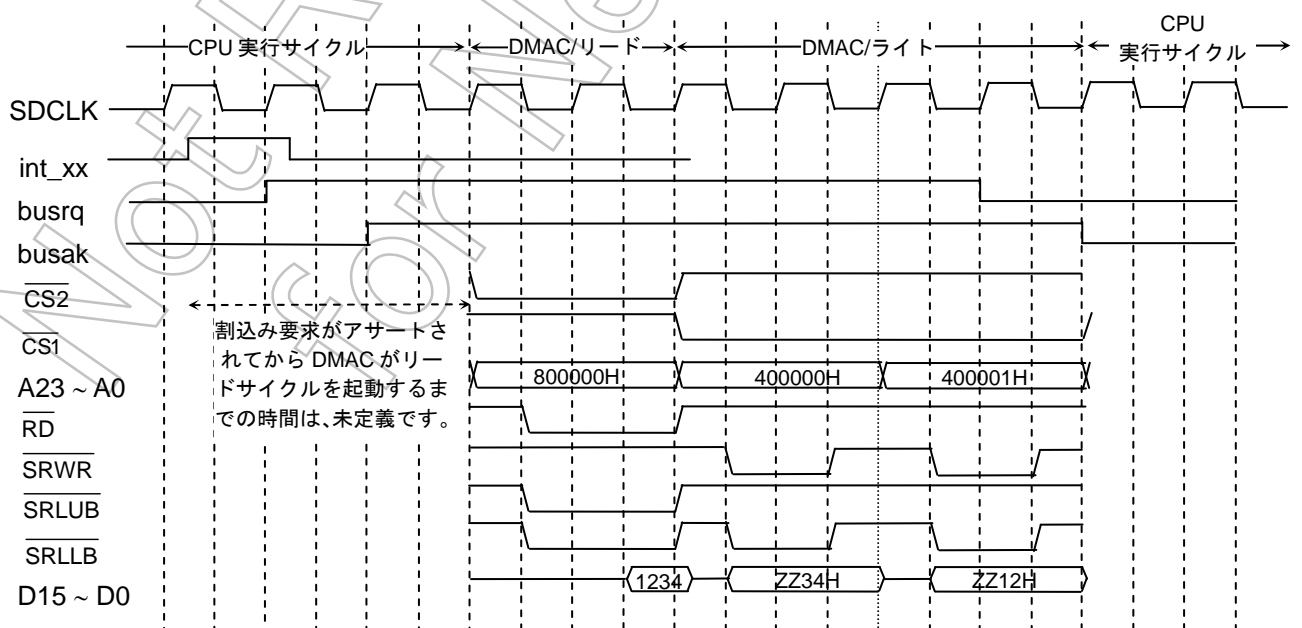 CPU
CPU 実行サイクル
DMAC/リード
DMAC/ライト
実行サイクル
SDCLK
int_xx
busrq
busak
CS2
割込み要求がアサートさ
れてから DMAC がリー
ドサイクルを起動するま
での時間は、未定義です。
CS1
A23 ~ A0
800000H
400000H
400001H
RD
SRWR
SRLUB
SRLLB
D15 ~ D0
1234
ZZ34H
ZZ12H